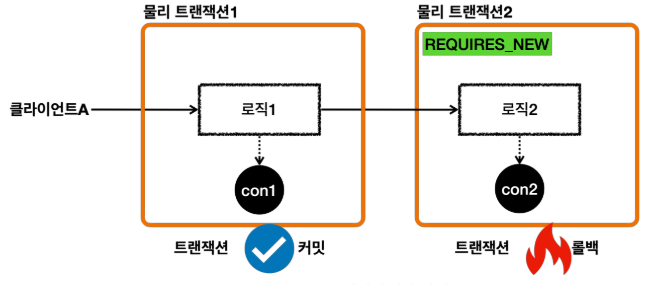 물리 트랜잭션1
물리 트랜잭션2
REQUIRES_NEW
클라이언트A
로직1
로직2
con1
con2
트랜잭션 커밋
트랜잭션 롤백